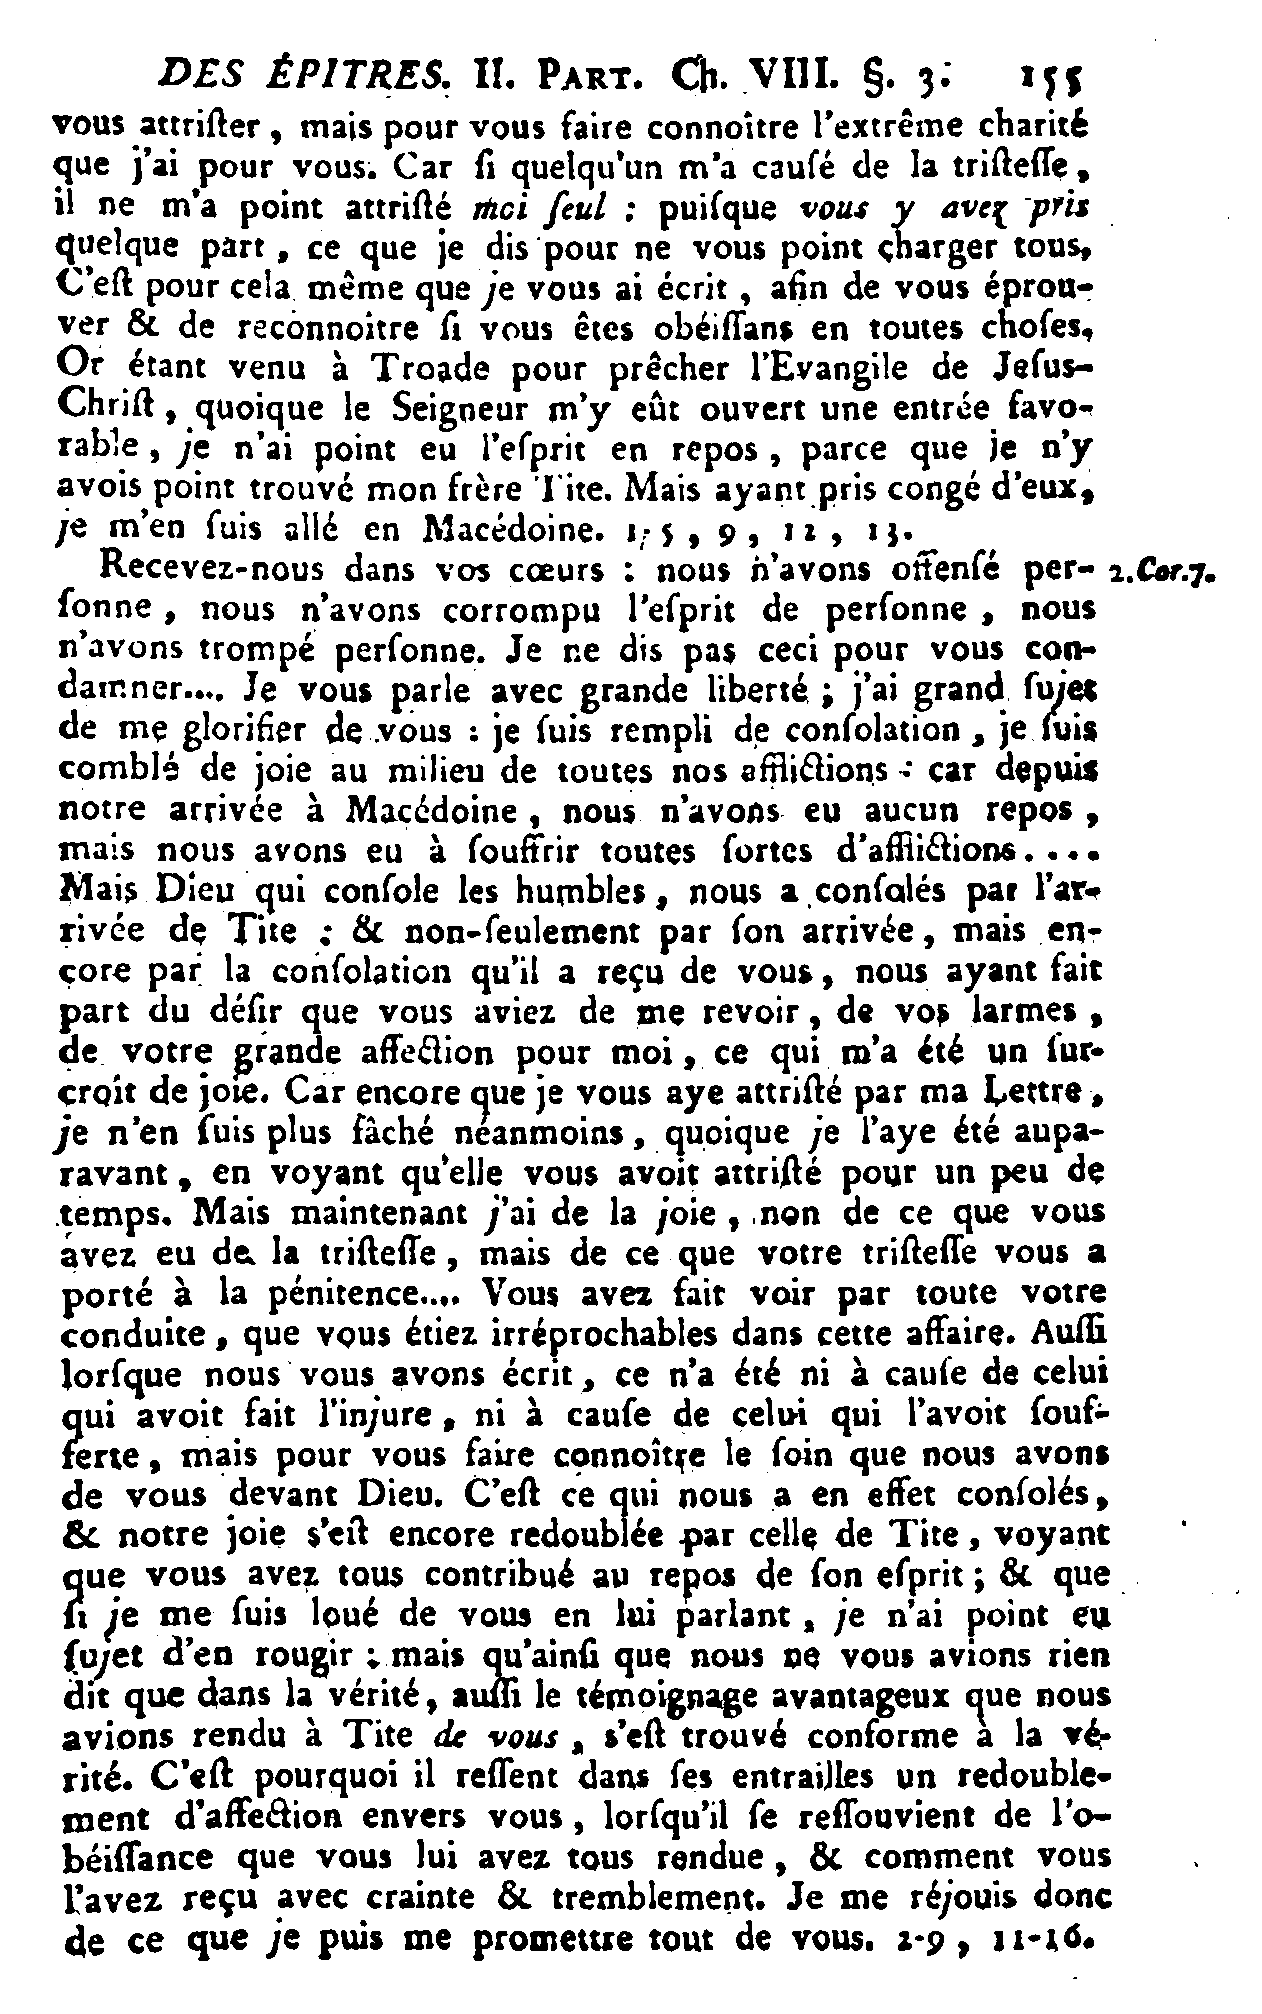 DES ÉPITRES. II. PART. Ch. VIII. §. 3. 155
vous attriſter, mais pour vous faire connoître l'extrême charité
que j'ai pour vous. Car ſi quelqu'un m'a cauſé de la triſteſſe,
il ne m'a point attriſté moi ſeul : puiſque vous y avez pris
quelque part, ce que je dis pour ne vous point charger tous,
C'eſt pour cela même que je vous ai écrit, afin de vous éprou-
ver & de reconnoitre ſi vous êtes obéiſſans en toutes choſes,
Or étant venu à Troade pour prêcher l'Evangile de Jeſus-
Chriſt, quoique le Seigneur m'y eût ouvert une entrée favo-
rable, je n'ai point eu l'eſprit en repos, parce que je n'y
avois point trouvé mon frère Tite. Mais ayant pris congé d'eux,
je m'en ſuis allé en Macédoine. 1, 5, 9, 12, 13.
Recevez-nous dans vos cœurs : nous n'avons offenſé per- 2.Cor.7.
ſonne, nous n'avons corrompu l'eſprit de perſonne, nous
n'avons trompé perſonne. Je ne dis pas ceci pour vous con-
damner.... Je vous parle avec grande liberté ; j'ai grand ſujet
de me glorifier de vous : je ſuis rempli de conſolation, je ſuis
comblé de joie au milieu de toutes nos afflictions : car depuis
notre arrivée à Macédoine, nous n'avons eu aucun repos,
mais nous avons eu à ſouffrir toutes ſortes d'afflictions....
Mais Dieu qui conſole les humbles, nous a conſolés par l'ar-
rivée de Tite ; & non-ſeulement par ſon arrivée, mais en-
core par la conſolation qu'il a reçu de vous, nous ayant fait
part du déſir que vous aviez de me revoir, de vos larmes,
de votre grande affection pour moi, ce qui m'a été un ſur-
croît de joie. Car encore que je vous aye attriſté par ma Lettre,
je n'en ſuis plus fâché néanmoins, quoique je l'aye été aupa-
ravant, en voyant qu'elle vous avoit attriſté pour un peu de
temps. Mais maintenant j'ai de la joie, non de ce que vous
avez eu de la triſteſſe, mais de ce que votre triſteſſe vous a
porté à la pénitence.... Vous avez fait voir par toute votre
conduite, que vous étiez irréprochables dans cette affaire. Auſſi
lorſque nous vous avons écrit, ce n'a été ni à cauſe de celui
qui avoit fait l'injure, ni à cauſe de celui qui l'avoit ſouf-
ferte, mais pour vous faire connoître le ſoin que nous avons
de vous devant Dieu. C'eſt ce qui nous a en effet conſolés,
& notre joie s'eſt encore redoublée par celle de Tite, voyant
que vous avez tous contribué au repos de ſon eſprit ; & que
ſi je me ſuis loué de vous en lui parlant, je n'ai point eu
ſujet d'en rougir ; mais qu'ainſi que nous ne vous avions rien
dit que dans la vérité, auſſi le témoignage avantageux que nous
avions rendu à Tite de vous, s'eſt trouvé conforme à la vé-
rité. C'eſt pourquoi il reſſent dans ſes entrailles un redouble-
ment d'affection envers vous, lorſqu'il ſe reſſouvient de l'o-
béiſſance que vous lui avez tous rendue, & comment vous
l'avez reçu avec crainte & tremblement. Je me réjouis donc
de ce que je puis me promettre tout de vous. 2-9, 11-16.